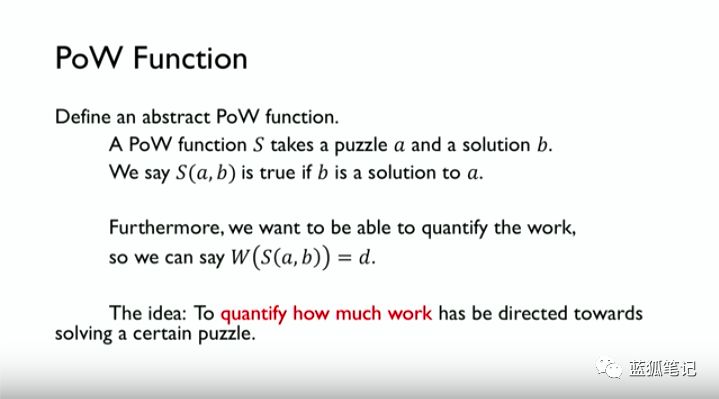 PoW Function
Define an abstract PoW function.
A PoW function S takes a puzzle a and a solution b.
We say S(a, b) is true if b is a solution to a.
Furthermore, we want to be able to quantify the work,
so we can say W(S(a, b)) = d.
The idea: To quantify how much work has be directed towards
solving a certain puzzle.
蓝狐笔记